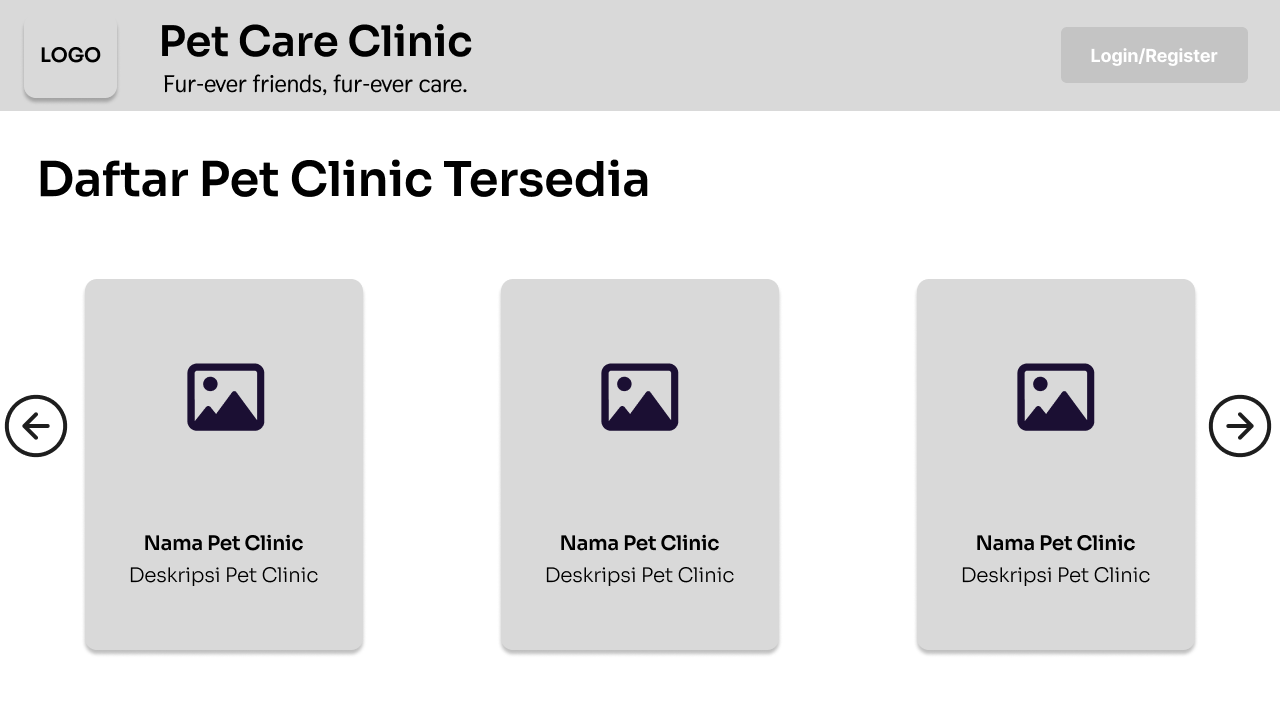 LOGO
Pet Care Clinic
Fur-ever friends, fur-ever care.
Login/Register
Daftar Pet Clinic Tersedia
Nama Pet Clinic
Deskripsi Pet Clinic
Nama Pet Clinic
Deskripsi Pet Clinic
Nama Pet Clinic
Deskripsi Pet Clinic